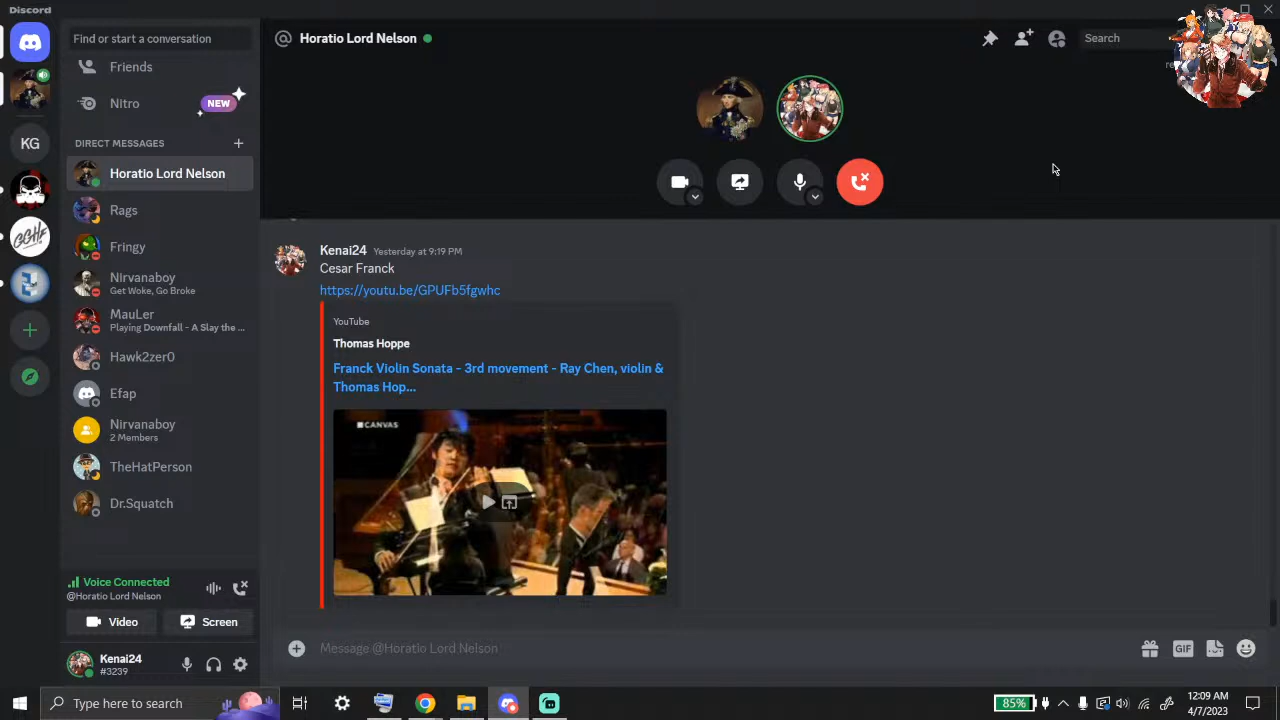 Discord
Find or start a conversation
Friends
Nitro
NEW
DIRECT MESSAGES
Horatio Lord Nelson
Rags
Fringy
Nirvanaboy
Get Woke, Go Broke
MauLer
Playing Downfall - A Slay the ...
Hawk2zer0
Efap
Nirvanaboy
2 Members
TheHatPerson
Dr.Squatch
Voice Connected
@Horatio Lord Nelson
Video
Screen
Kenai24
#3239
KG
GGHF
Horatio Lord Nelson
Search
Kenai24 Yesterday at 9:19 PM
Cesar Franck
https://youtu.be/GPUFb5fgwhc
YouTube
Thomas Hoppe
Franck Violin Sonata - 3rd movement - Ray Chen, violin &
Thomas Hop...
CANVAS
Message @Horatio Lord Nelson
GIF
Type here to search
85%
12:09 AM
4/7/2023